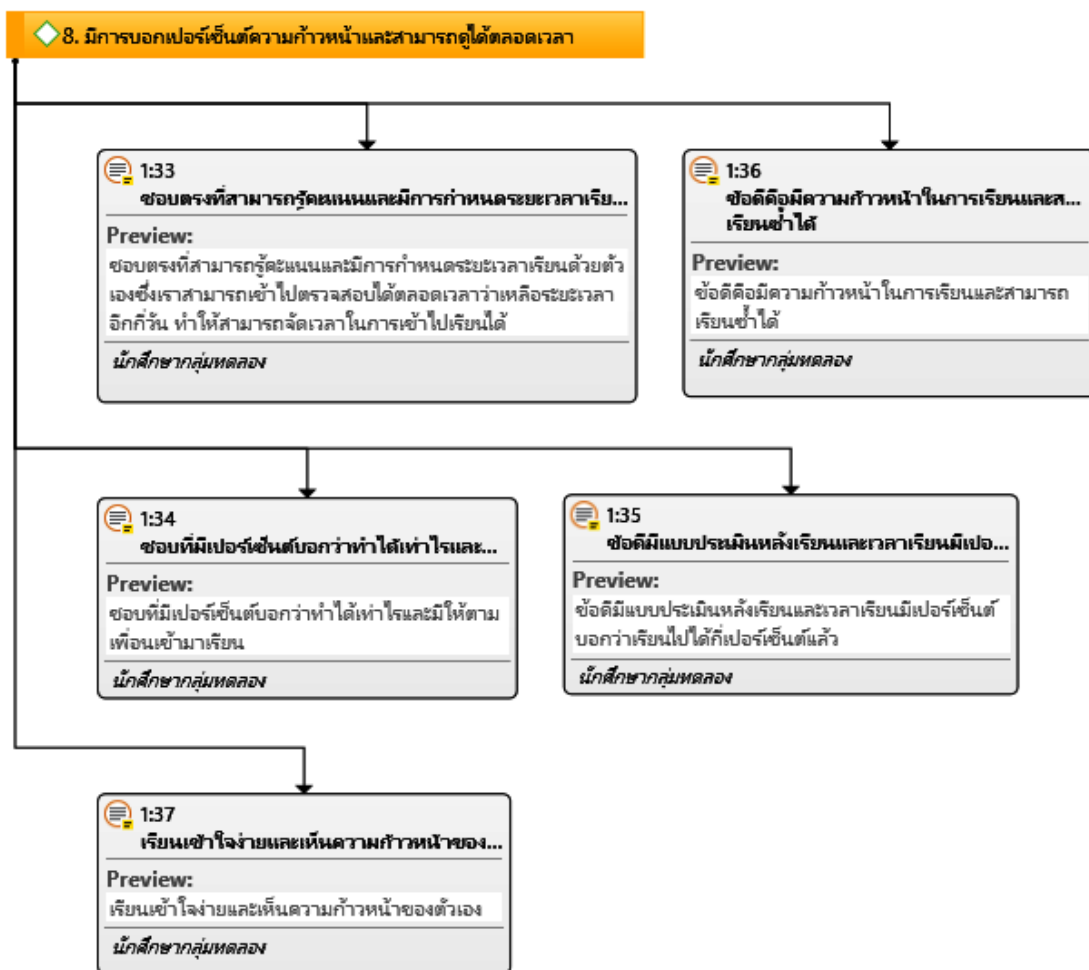 8. มีการบอกเปอร์เซ็นต์ความก้าวหน้าและสามารถดูได้ตลอดเวลา
1:33
ชอบตรงที่สามารถรู้คะแนนและมีการกำหนดระยะเวลาเรีย...
Preview:
ชอบตรงที่สามารถรู้คะแนนและมีการกำหนดระยะเวลาเรียนด้วยตัว
เองซึ่งเราสามารถเข้าไปตรวจสอบได้ตลอดเวลาว่าเหลือระยะเวลา
อีกกี่วัน ทำให้สามารถจัดเวลาในการเข้าไปเรียนได้
นักศึกษากลุ่มทดลอง
1:36
ข้อดีคือมีความก้าวหน้าในการเรียนและส...
เรียนซ้ำได้
Preview:
ข้อดีคือมีความก้าวหน้าในการเรียนและสามารถ
เรียนซ้ำได้
นักศึกษากลุ่มทดลอง
1:34
ชอบที่มีเปอร์เซ็นต์บอกว่าทำได้เท่าไรและ...
Preview:
ชอบที่มีเปอร์เซ็นต์บอกว่าทำได้เท่าไรและมีให้ตาม
เพื่อนเข้ามาเรียน
นักศึกษากลุ่มทดลอง
1:35
ข้อดีมีแบบประเมินหลังเรียนและเวลาเรียนมีเปอ...
Preview:
ข้อดีมีแบบประเมินหลังเรียนและเวลาเรียนมีเปอร์เซ็นต์
บอกว่าเรียนไปได้กี่เปอร์เซ็นต์แล้ว
นักศึกษากลุ่มทดลอง
1:37
เรียนเข้าใจง่ายและเห็นความก้าวหน้าของ...
Preview:
เรียนเข้าใจง่ายและเห็นความก้าวหน้าของตัวเอง
นักศึกษากลุ่มทดลอง